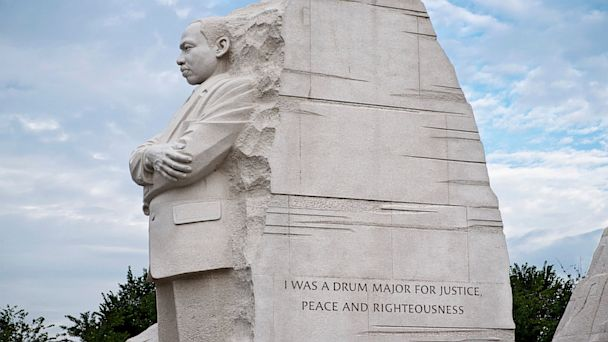 I WAS A DRUM MAJOR FOR JUSTICE,
PEACE AND RIGHTEOUSNESS